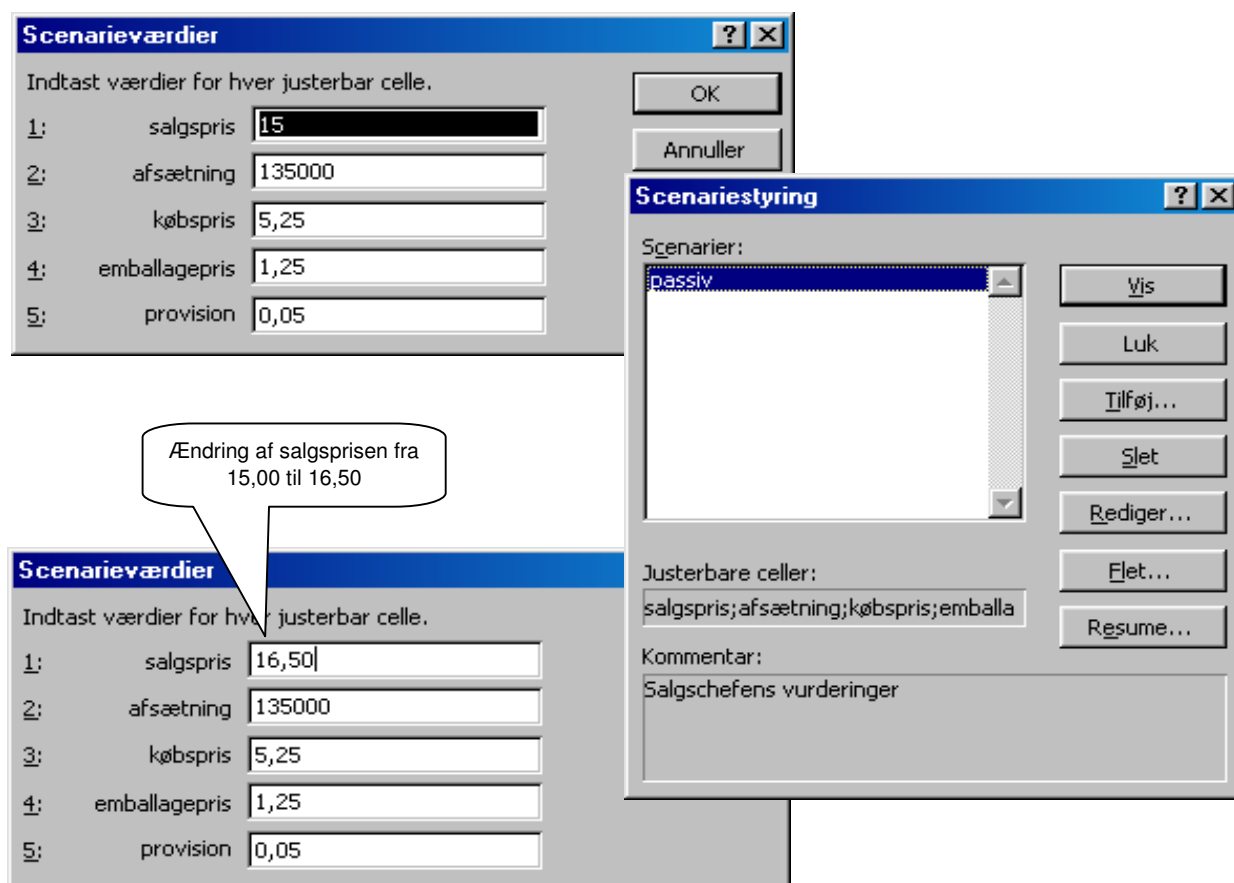 Scenarieværdier
Indtast værdier for hver justerbar celle.
1: salgspris 15
2: afsætning 135000
3: købspris 5,25
4: emballagepris 1,25
5: provision 0,05
OK
Annuller
Scenariestyring
Scenarier:
passiv
Vis
Luk
Tilføj...
Slet
Rediger...
Flet...
Resume...
Justerbare celler:
salgspris;afsætning;købspris;emballa
Kommentar:
Salgschefens vurderinger
Ændring af salgsprisen fra
15,00 til 16,50
Scenarieværdier
Indtast værdier for hver justerbar celle.
1: salgspris 16,50
2: afsætning 135000
3: købspris 5,25
4: emballagepris 1,25
5: provision 0,05